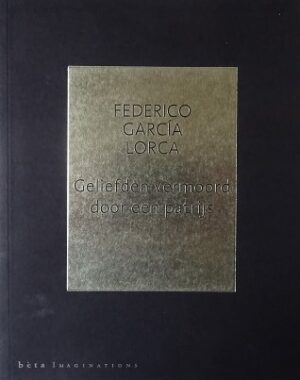 FEDERICO
GARCÍA
LORCA
Geliefden vermoord
door een patrijs
bèta IMAGINATIONS